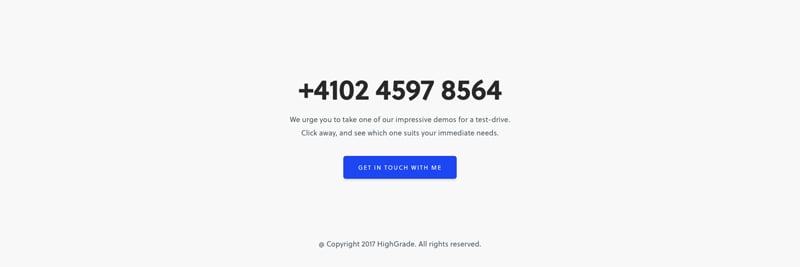 +4102 4597 8564
We urge you to take one of our impressive demos for a test-drive.
Click away, and see which one suits your immediate needs.
GET IN TOUCH WITH ME
@ Copyright 2017 HighGrade. All rights reserved.